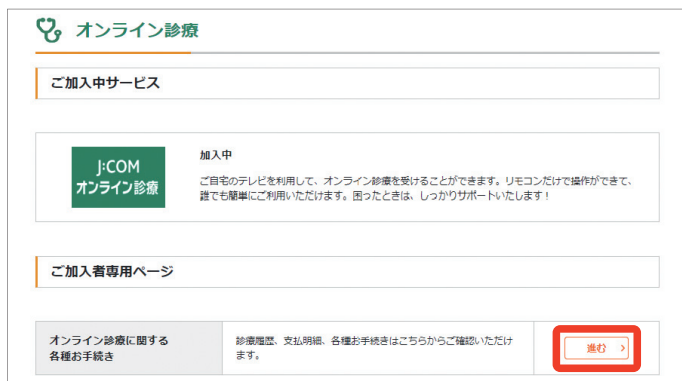 オンライン診療
ご加入中サービス
J:COM
オンライン診療
加入中
ご自宅のテレビを利用して、オンライン診療を受けることができます。リモコンだけで操作ができて、
誰でも簡単にご利用いただけます。困ったときは、しっかりサポートいたします！
ご加入者専用ページ
オンライン診療に関する
各種お手続き
診療履歴、支払明細、各種お手続きはこちらからご確認いただけ
ます。
進む